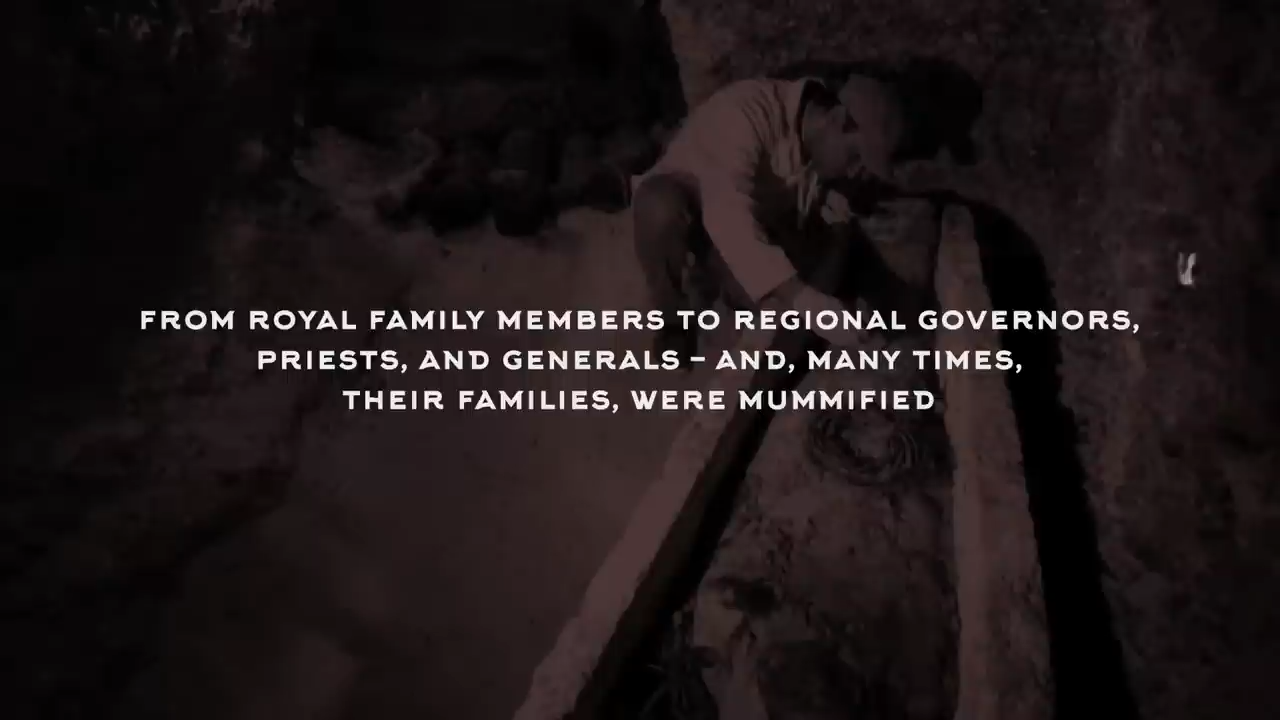 FROM ROYAL FAMILY MEMBERS TO REGIONAL GOVERNORS,
PRIESTS, AND GENERALS – AND, MANY TIMES,
THEIR FAMILIES, WERE MUMMIFIED